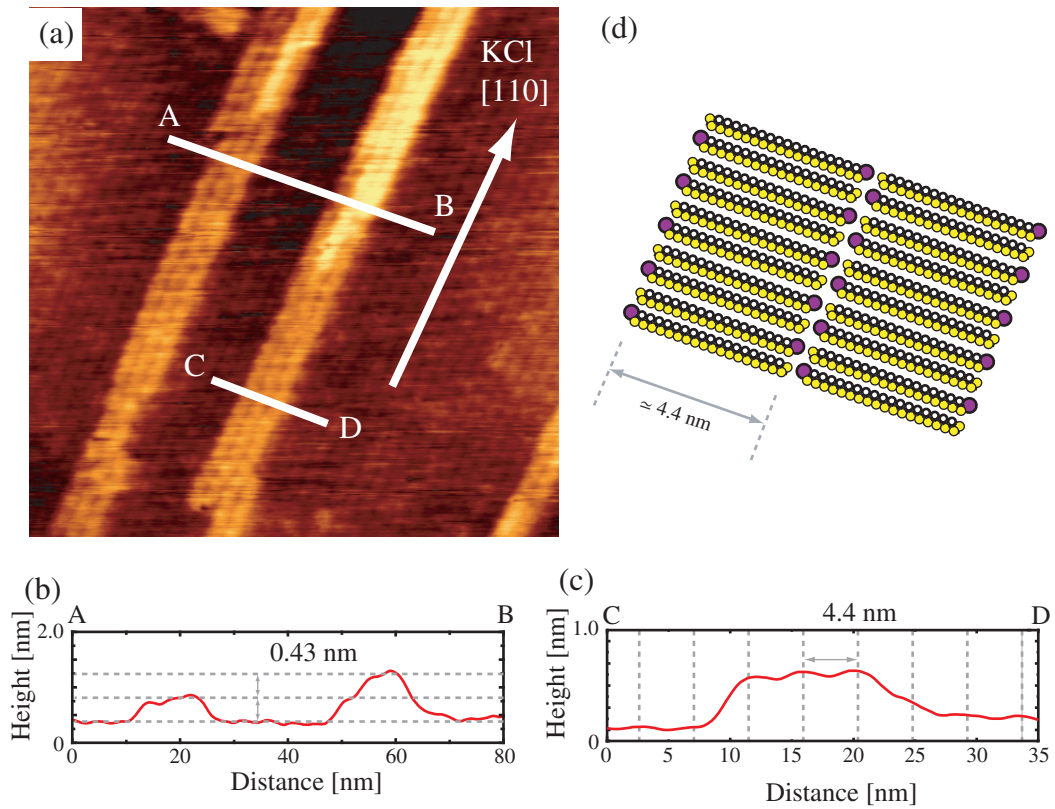 (a)
(d)
KCl
[110]
A
B
C
D
≃ 4.4 nm
(b)
A
B
2.0
0.43 nm
Height [nm]
0
0
20
40
60
80
Distance [nm]
(c)
C
4.4 nm
D
1.0
Height [nm]
0
0
5
10
15
20
25
30
35
Distance [nm]